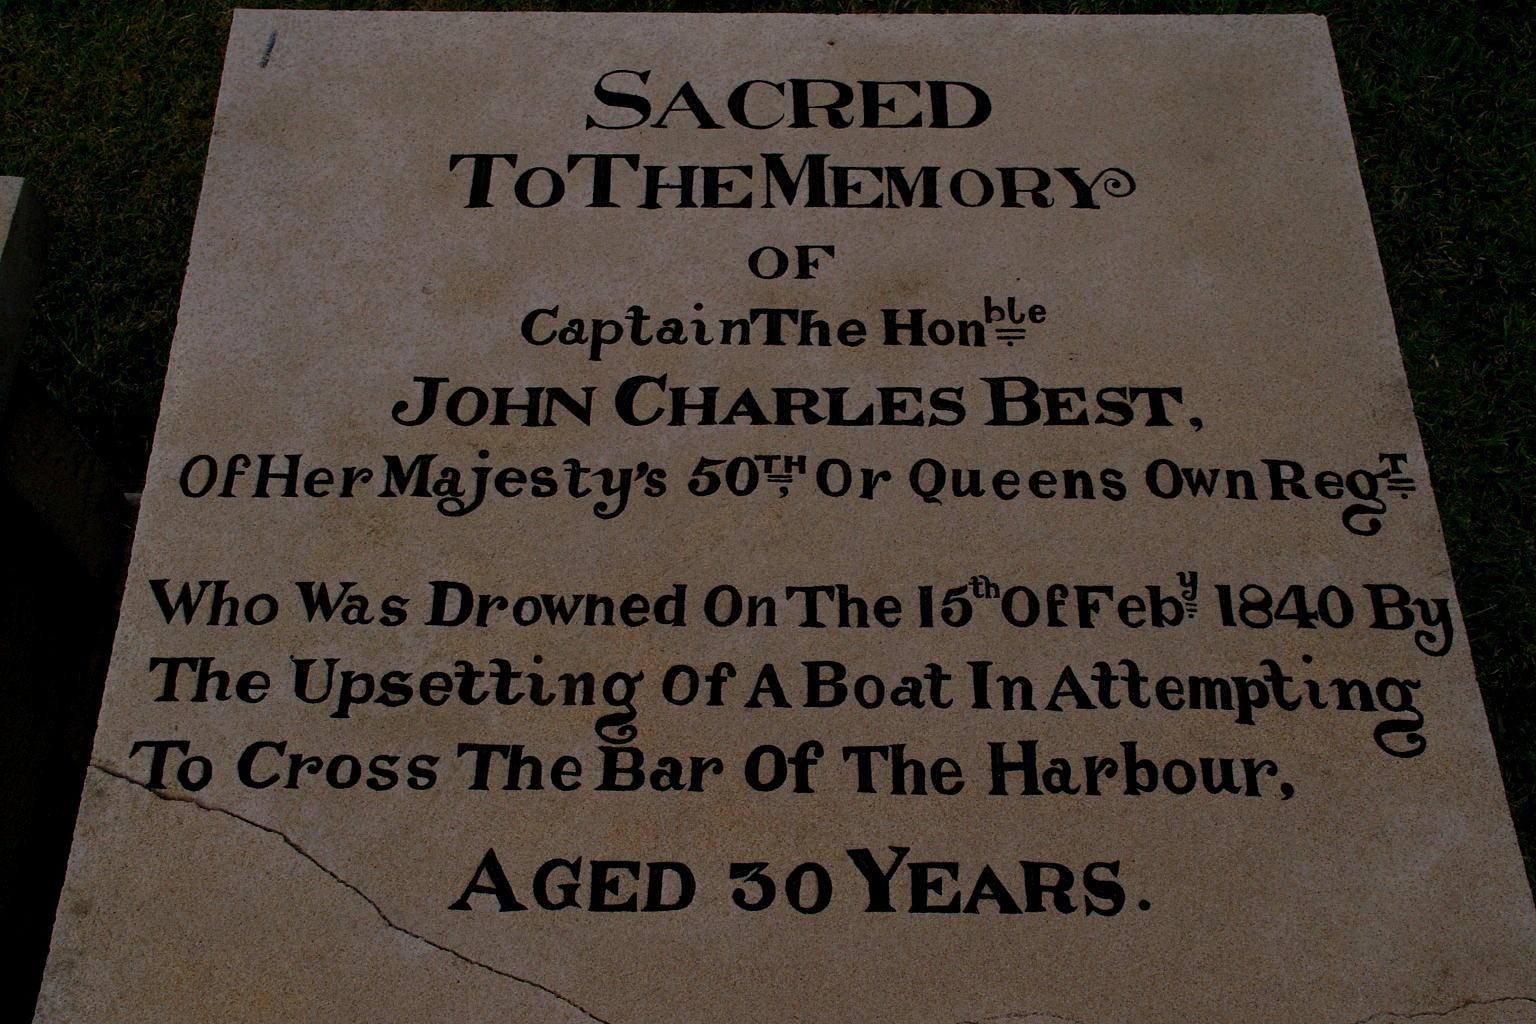 SACRED
TO THE MEMORY
OF
Captain The Honble
JOHN CHARLES BEST,
Of Her Majesty's 50TH Or Queens Own RegT
Who Was Drowned On The 15th Of Feby 1840 By
The Upsetting Of A Boat In Attempting
To Cross The Bar Of The Harbour,
AGED 30 YEARS.